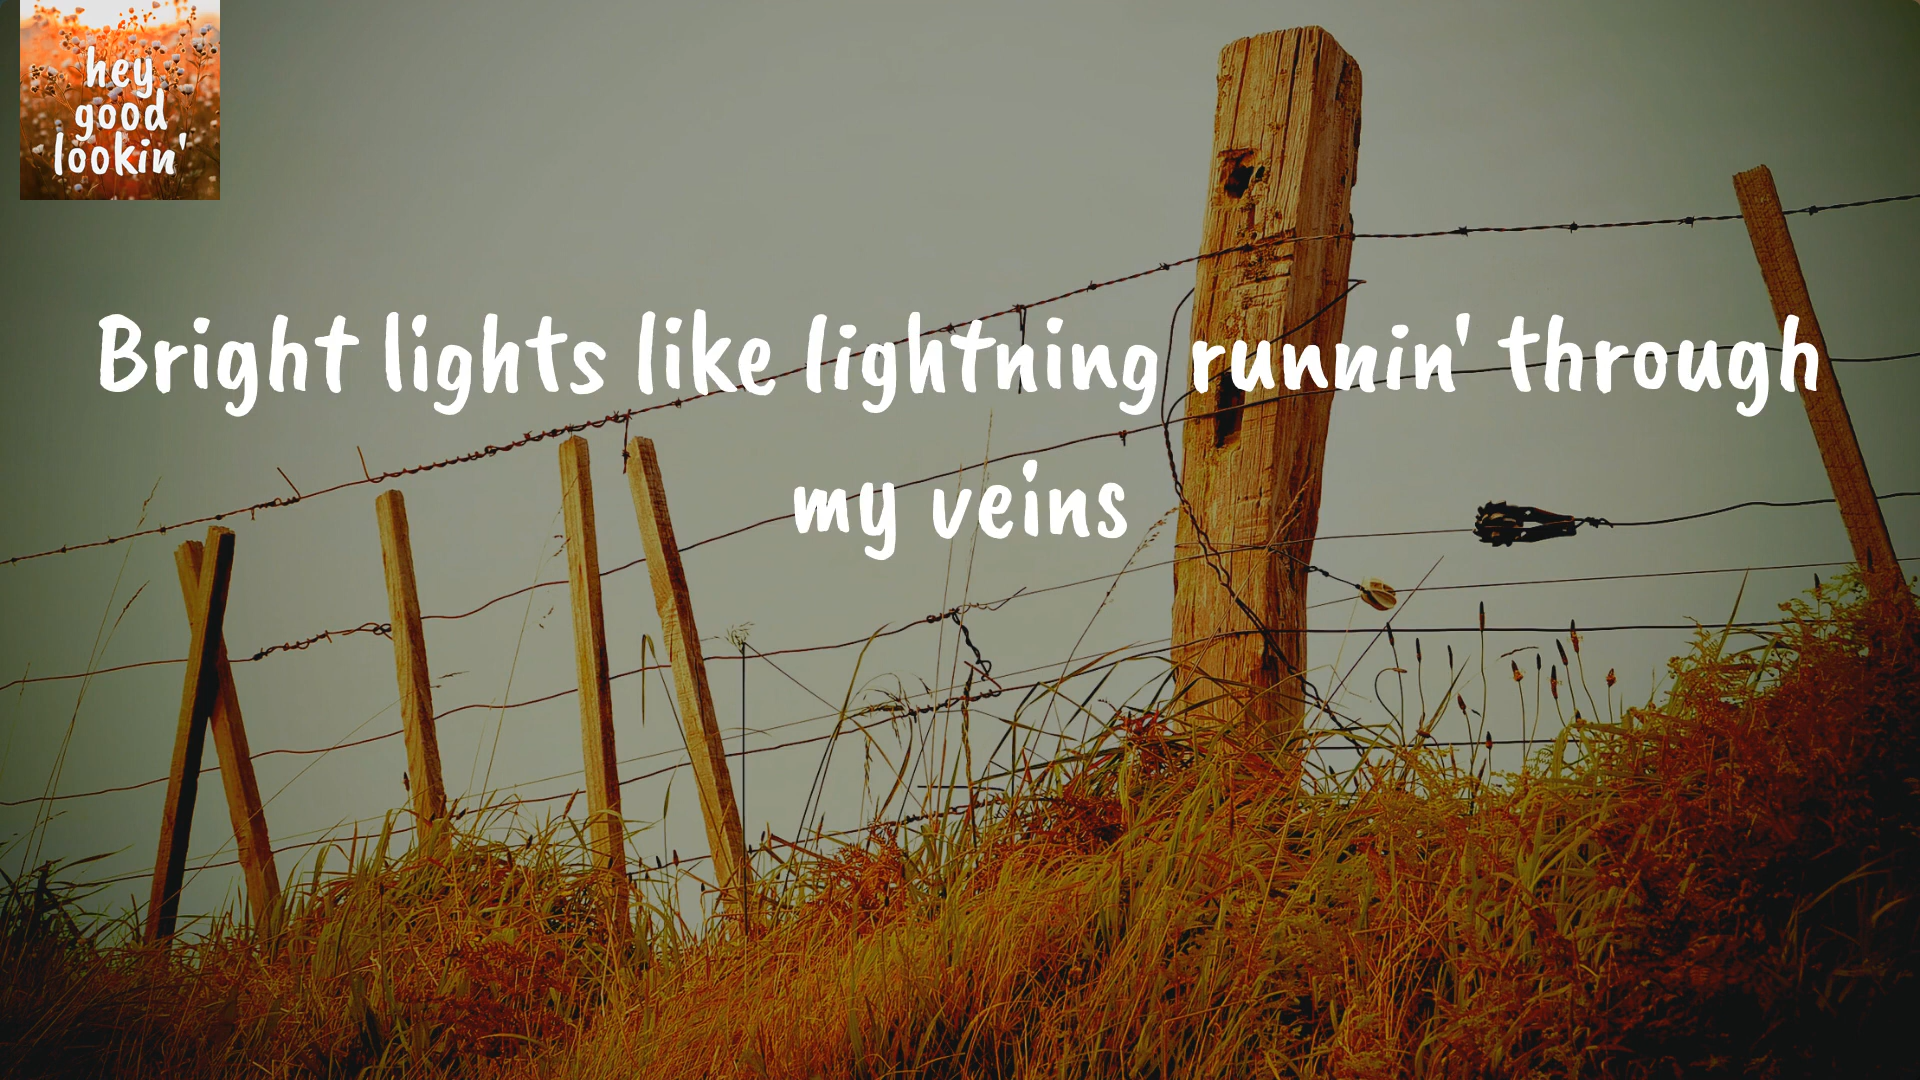 hey
good
lookin'
Bright lights like lightning runnin' through
my veins